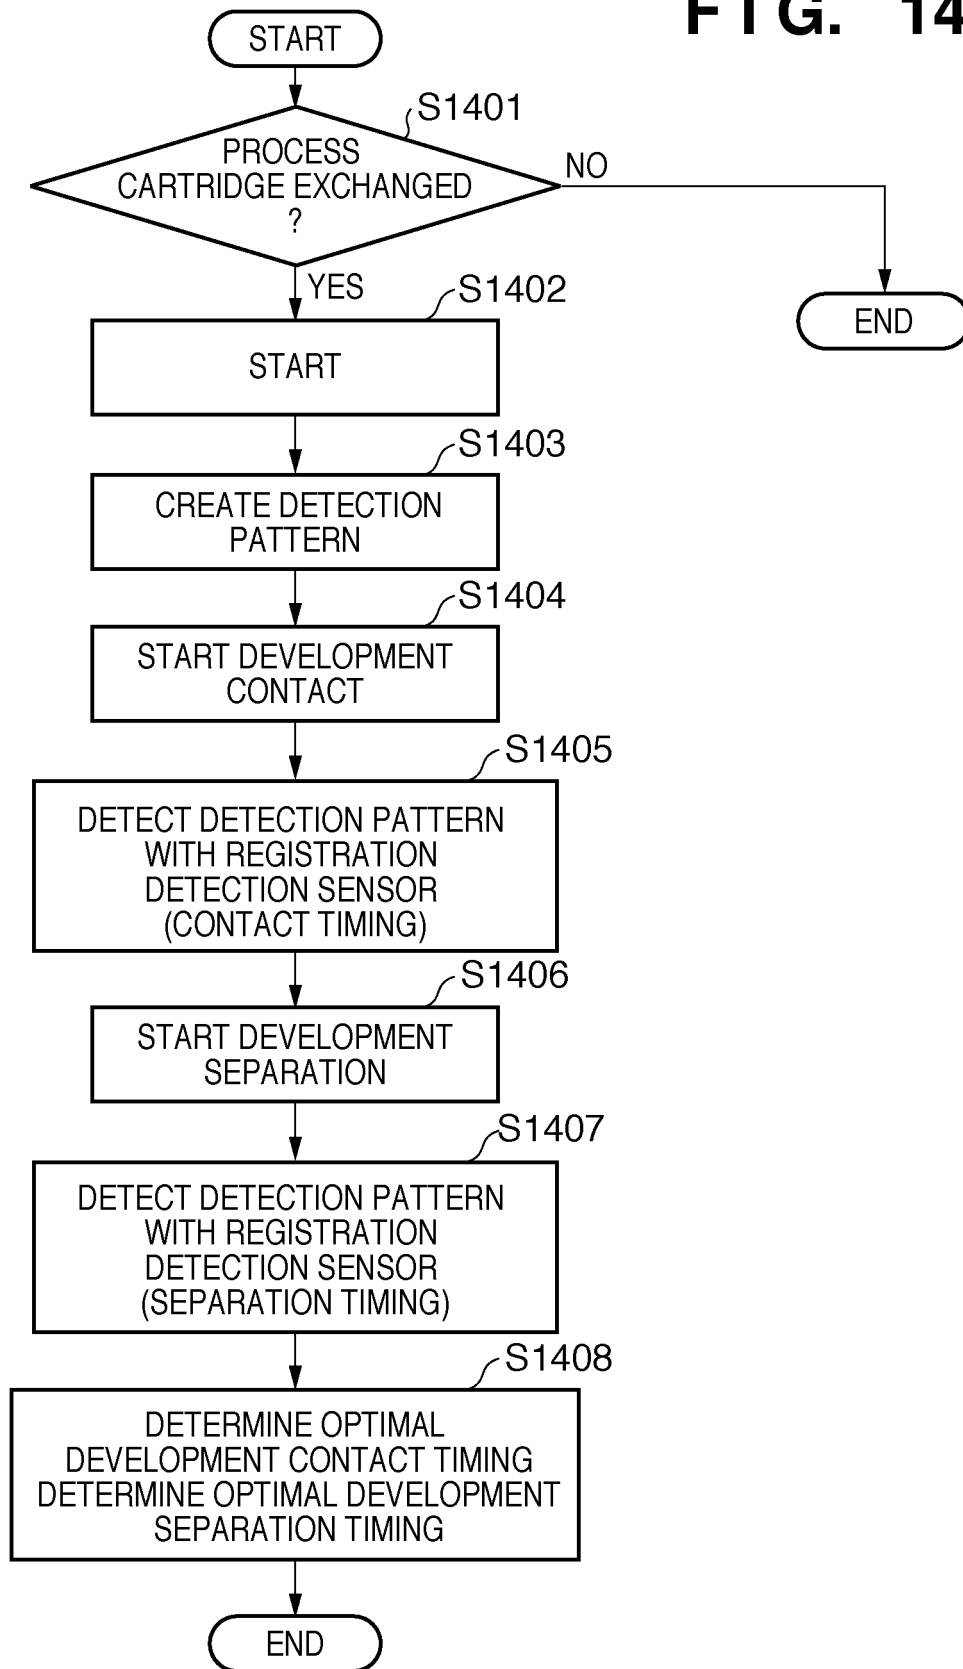 FIG. 14
START
S1401
PROCESS
CARTRIDGE EXCHANGED
?
NO
YES
END
S1402
START
S1403
CREATE DETECTION
PATTERN
S1404
START DEVELOPMENT
CONTACT
S1405
DETECT DETECTION PATTERN
WITH REGISTRATION
DETECTION SENSOR
(CONTACT TIMING)
S1406
START DEVELOPMENT
SEPARATION
S1407
DETECT DETECTION PATTERN
WITH REGISTRATION
DETECTION SENSOR
(SEPARATION TIMING)
S1408
DETERMINE OPTIMAL
DEVELOPMENT CONTACT TIMING
DETERMINE OPTIMAL DEVELOPMENT
SEPARATION TIMING
END